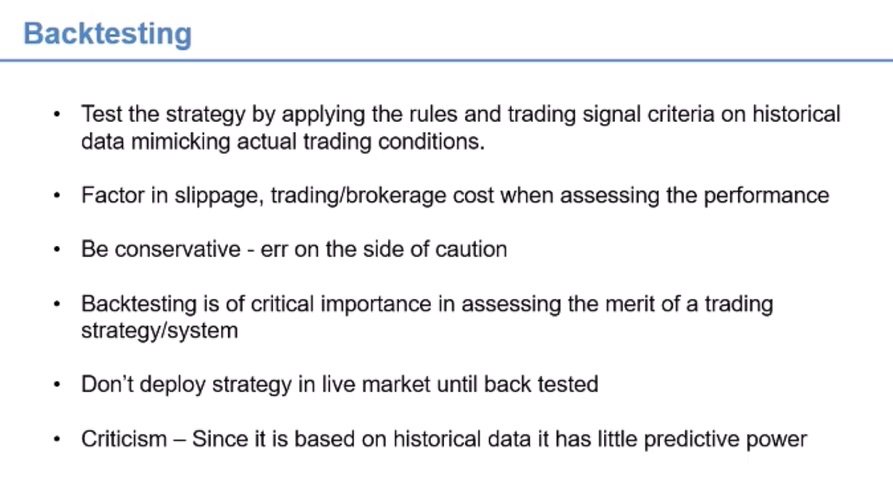 Backtesting
• Test the strategy by applying the rules and trading signal criteria on historical
data mimicking actual trading conditions.
• Factor in slippage, trading/brokerage cost when assessing the performance
• Be conservative - err on the side of caution
• Backtesting is of critical importance in assessing the merit of a trading
strategy/system
• Don’t deploy strategy in live market until back tested
• Criticism – Since it is based on historical data it has little predictive power